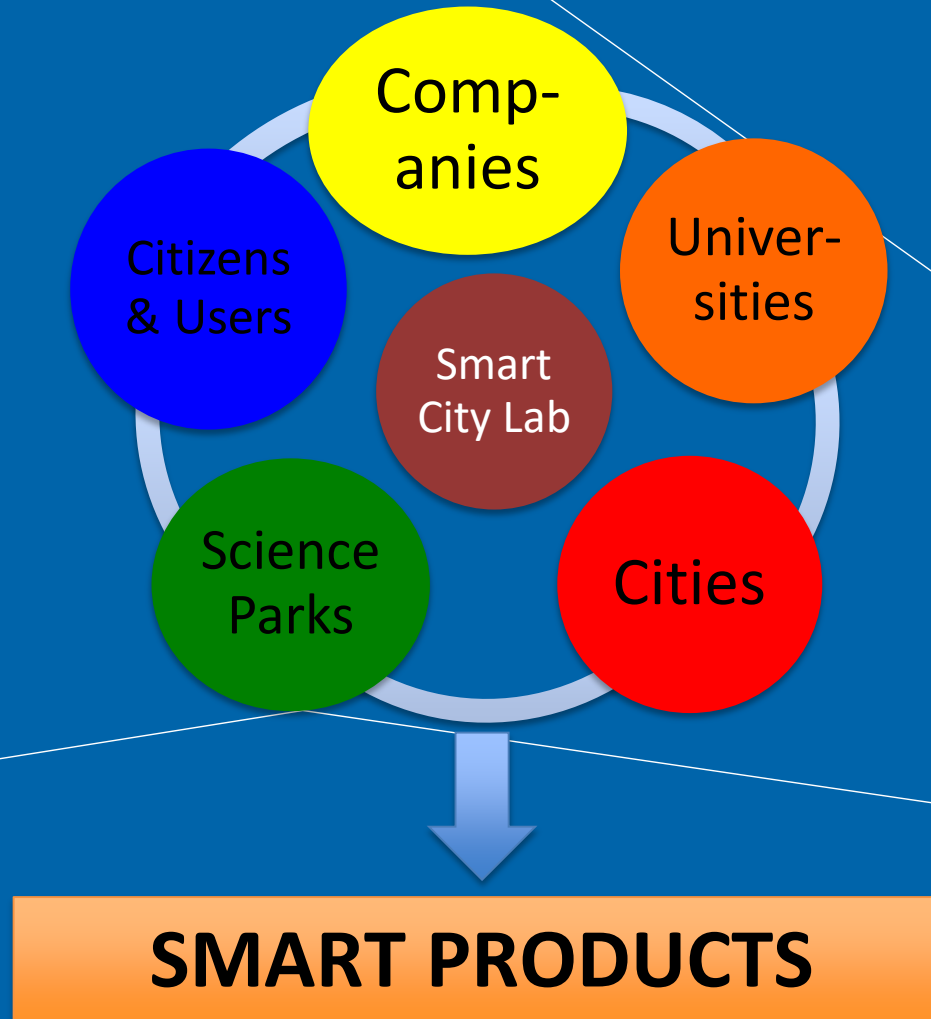 Comp-
anies
Univer-
sities
Citizens
& Users
Smart
City Lab
Science
Parks
Cities
SMART PRODUCTS